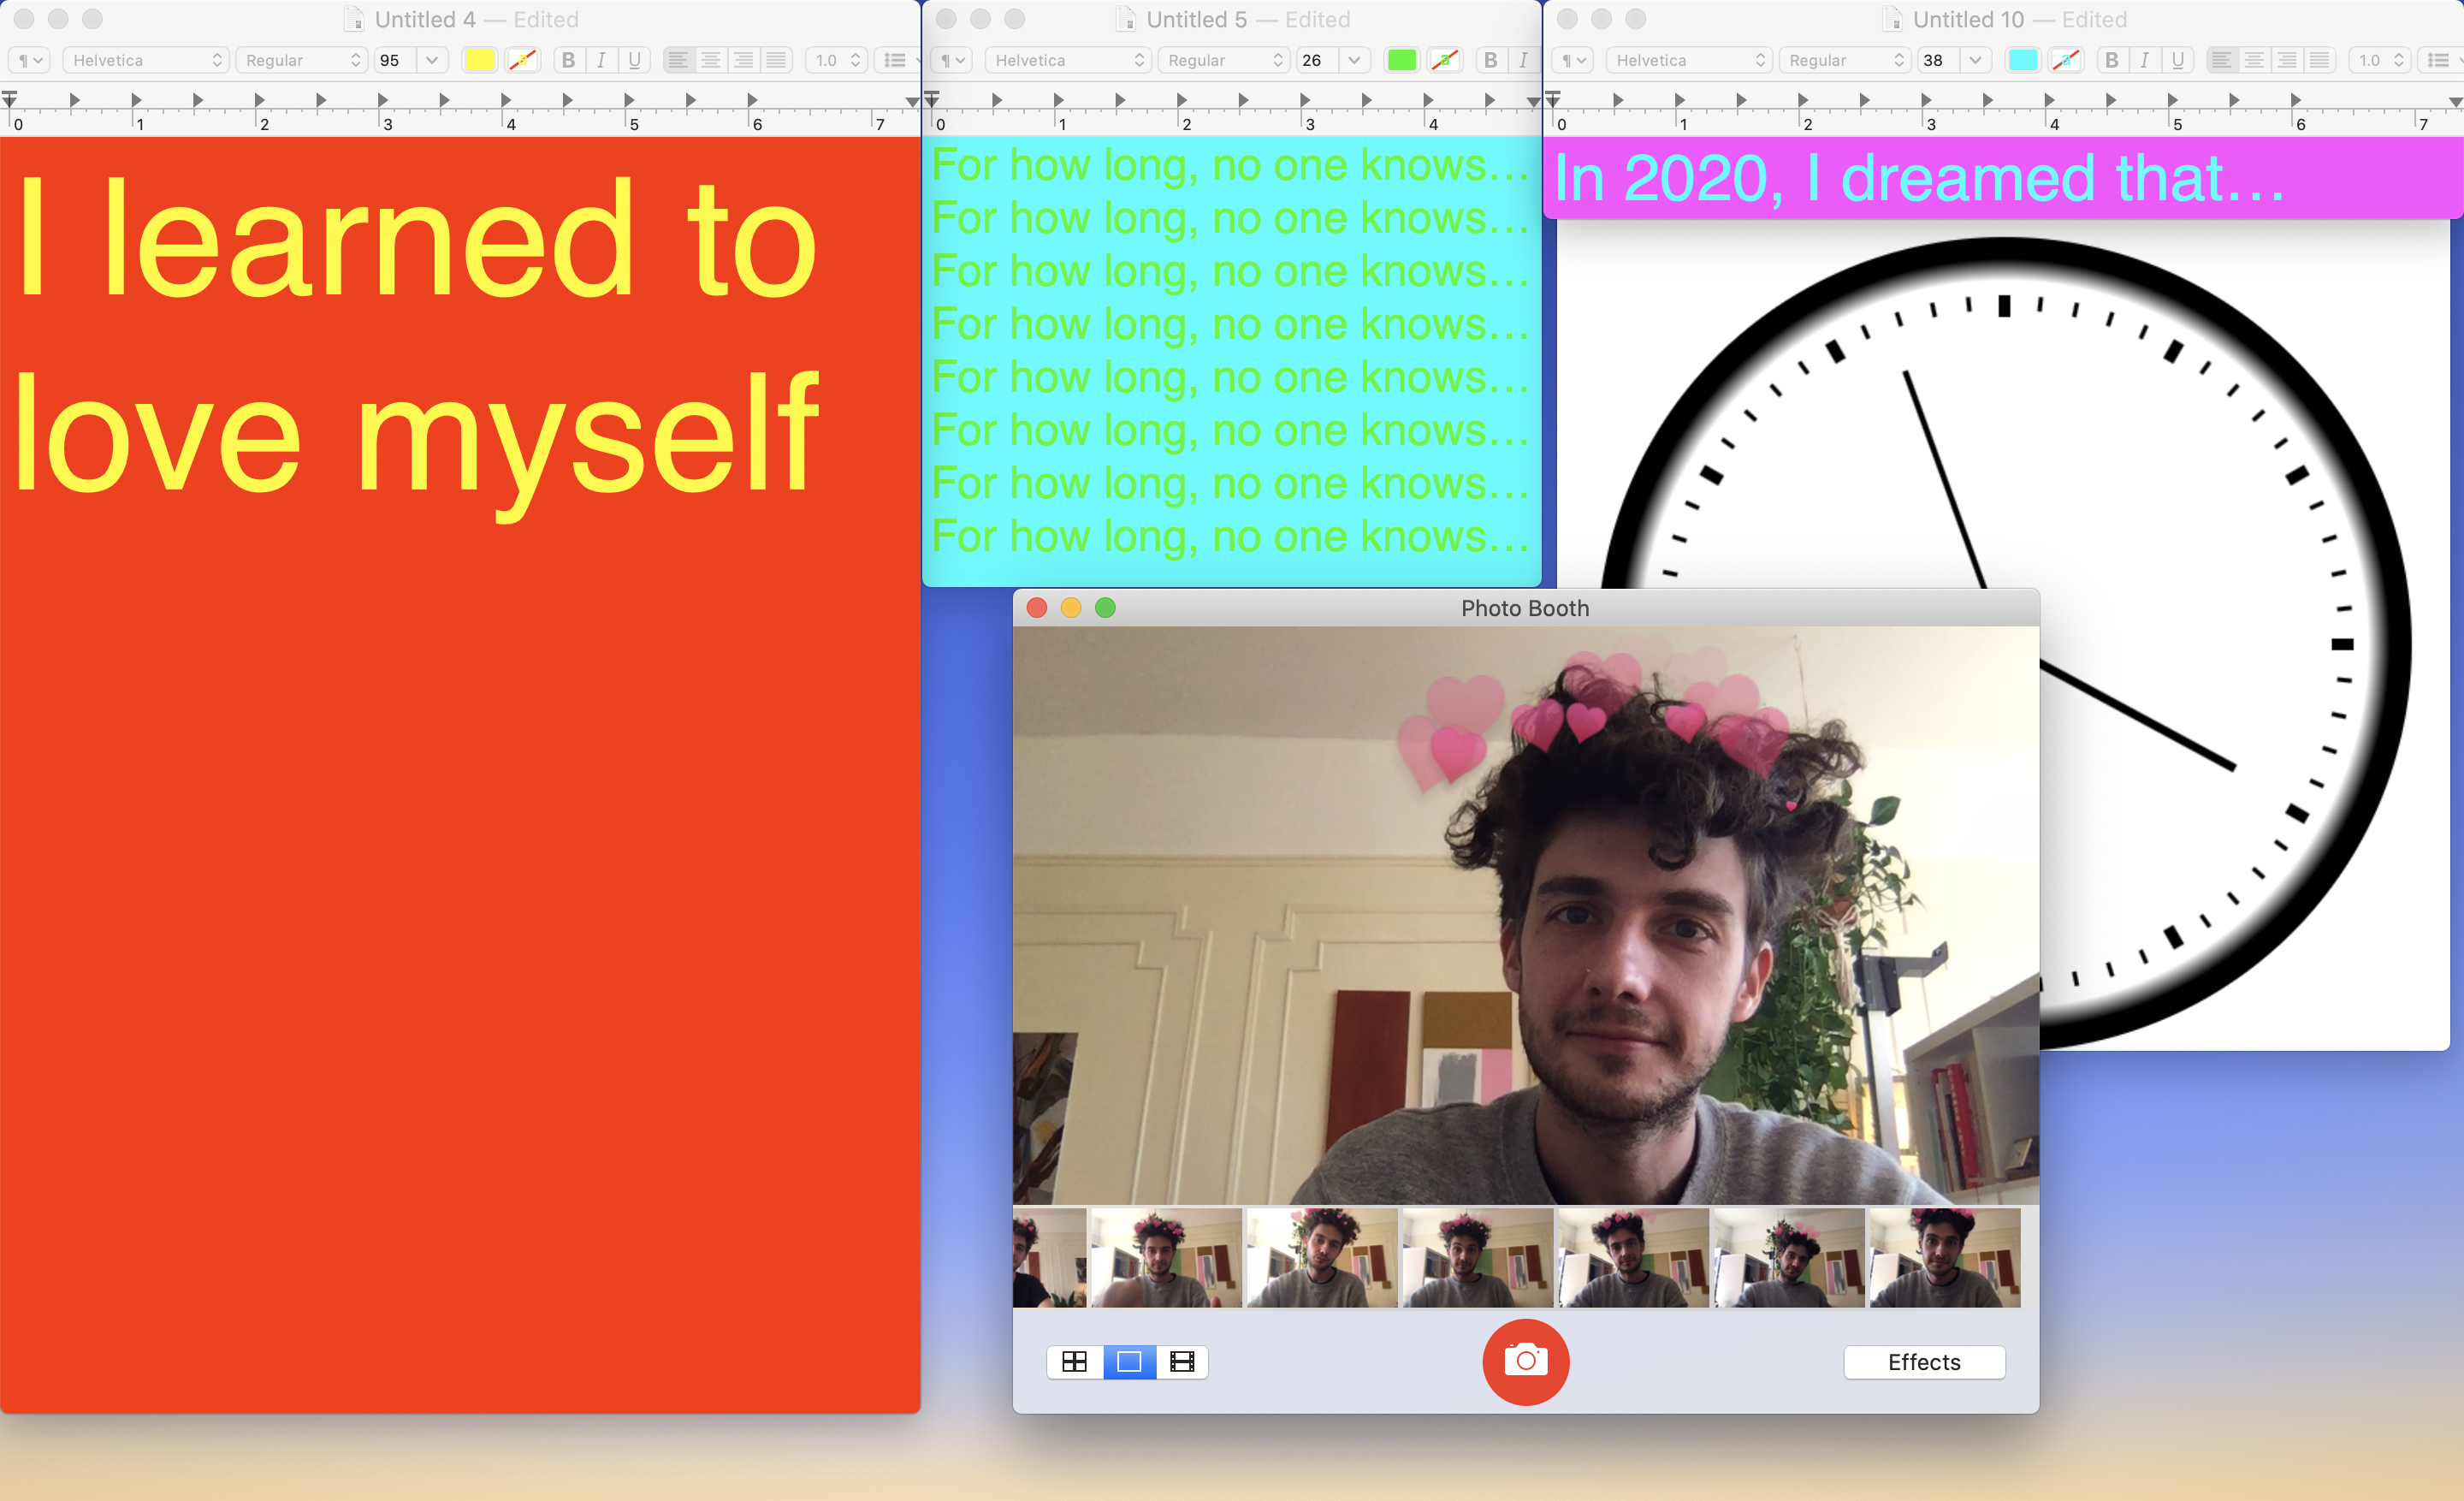 Untitled 4 — Edited
Helvetica Regular 95 a B I U 1.0
0 1 2 3 4 5 6 7
I learned to
love myself
Untitled 5 — Edited
Helvetica Regular 26 a B I
0 1 2 3 4
For how long, no one knows...
For how long, no one knows...
For how long, no one knows...
For how long, no one knows...
For how long, no one knows...
For how long, no one knows...
For how long, no one knows...
For how long, no one knows...
Untitled 10 — Edited
Helvetica Regular 38 a B I U 1.0
0 1 2 3 4 5 6 7
In 2020, I dreamed that...
Photo Booth
Effects